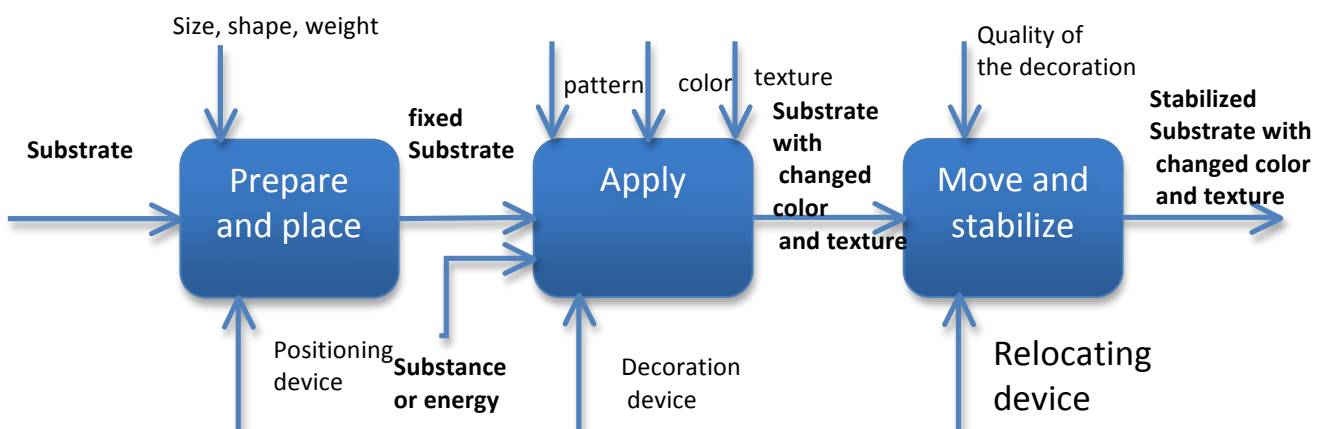 Size, shape, weight
Substrate
Prepare
and place
Positioning
device
fixed
Substrate
Substance
or energy
pattern
color
texture
Apply
Decoration
device
Substrate
with
changed
color
and texture
Quality of
the decoration
Move and
stabilize
Relocating
device
Stabilized
Substrate with
changed color
and texture